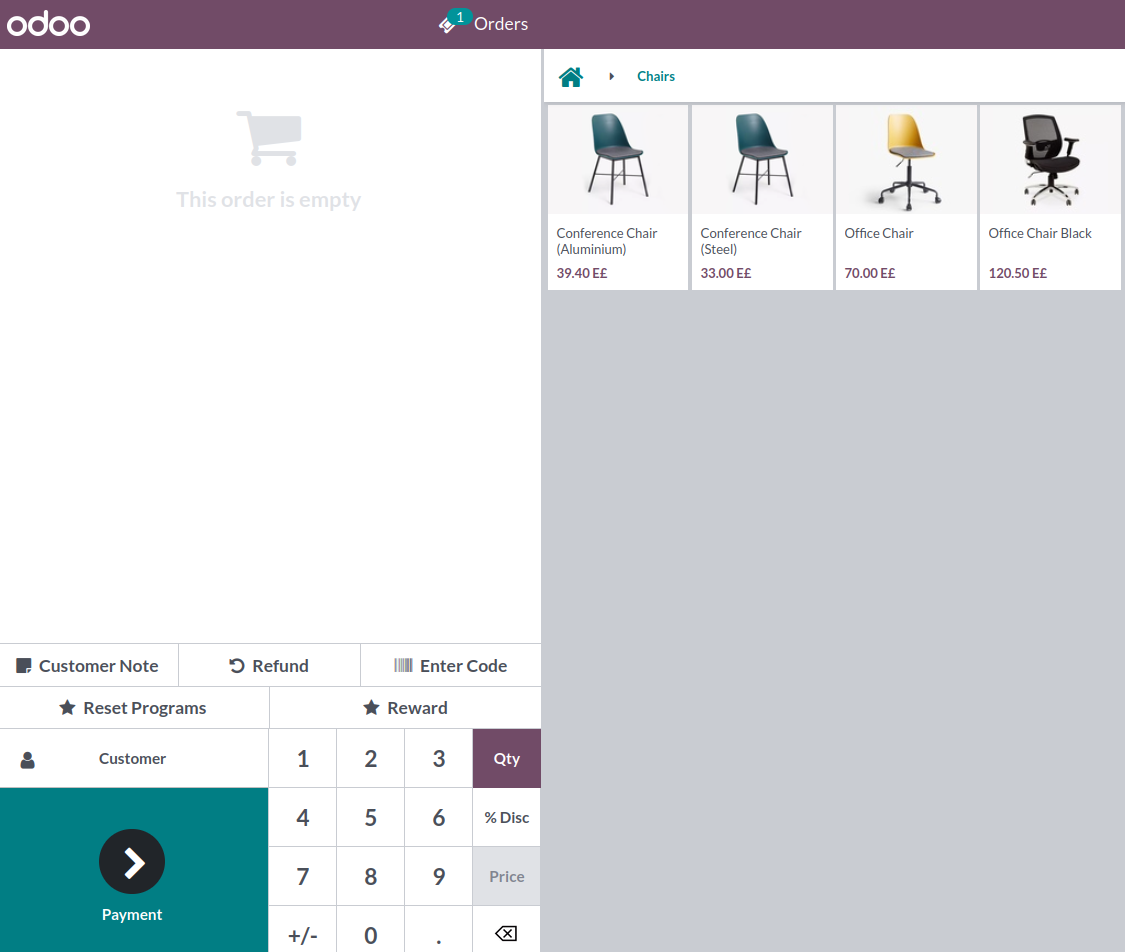 odoo
1 Orders
This order is empty
Chairs
Conference Chair
(Aluminium)
39.40 E£
Conference Chair
(Steel)
33.00 E£
Office Chair
70.00 E£
Office Chair Black
120.50 E£
Customer Note
Refund
Enter Code
Reset Programs
Reward
Customer
1 2 3 Qty
4 5 6 % Disc
7 8 9 Price
+/- 0 .
Payment